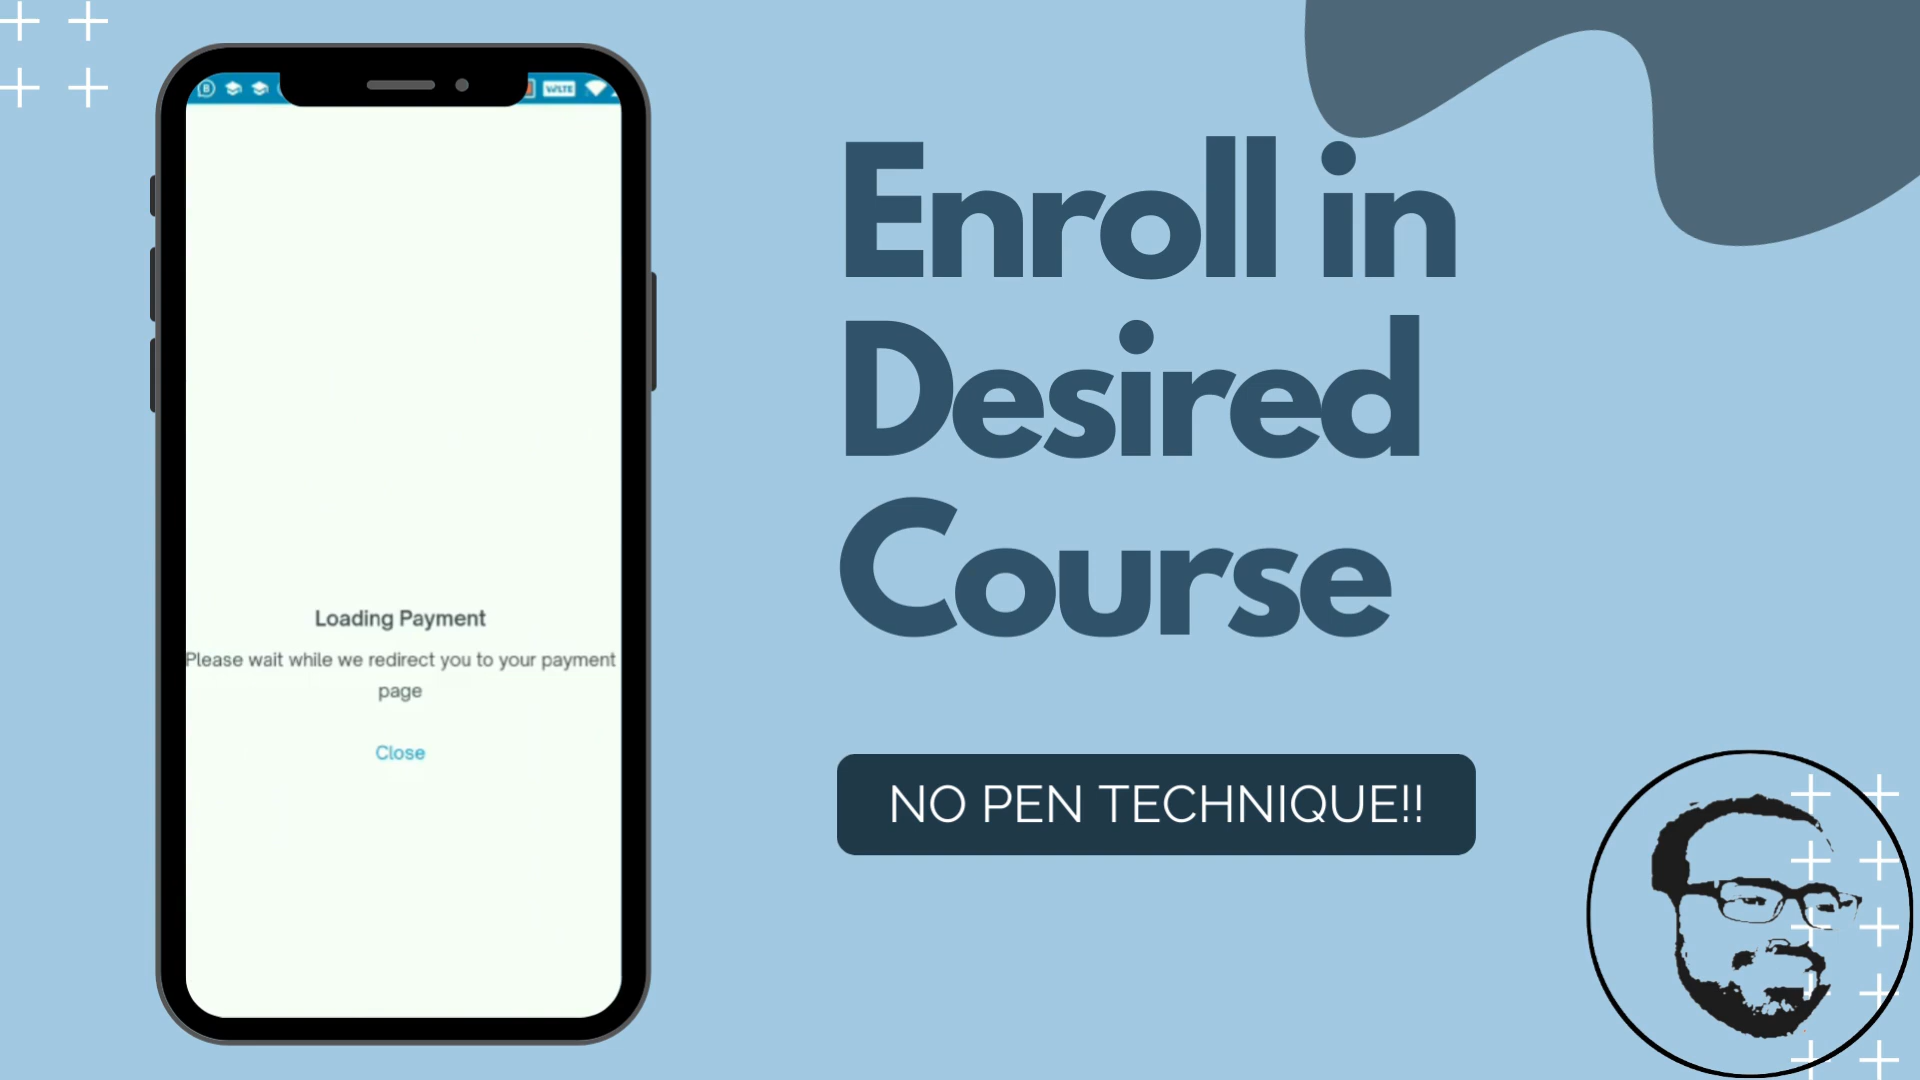 Enroll in
Desired
Course
NO PEN TECHNIQUE!!
Loading Payment
Please wait while we redirect you to your payment
page
Close